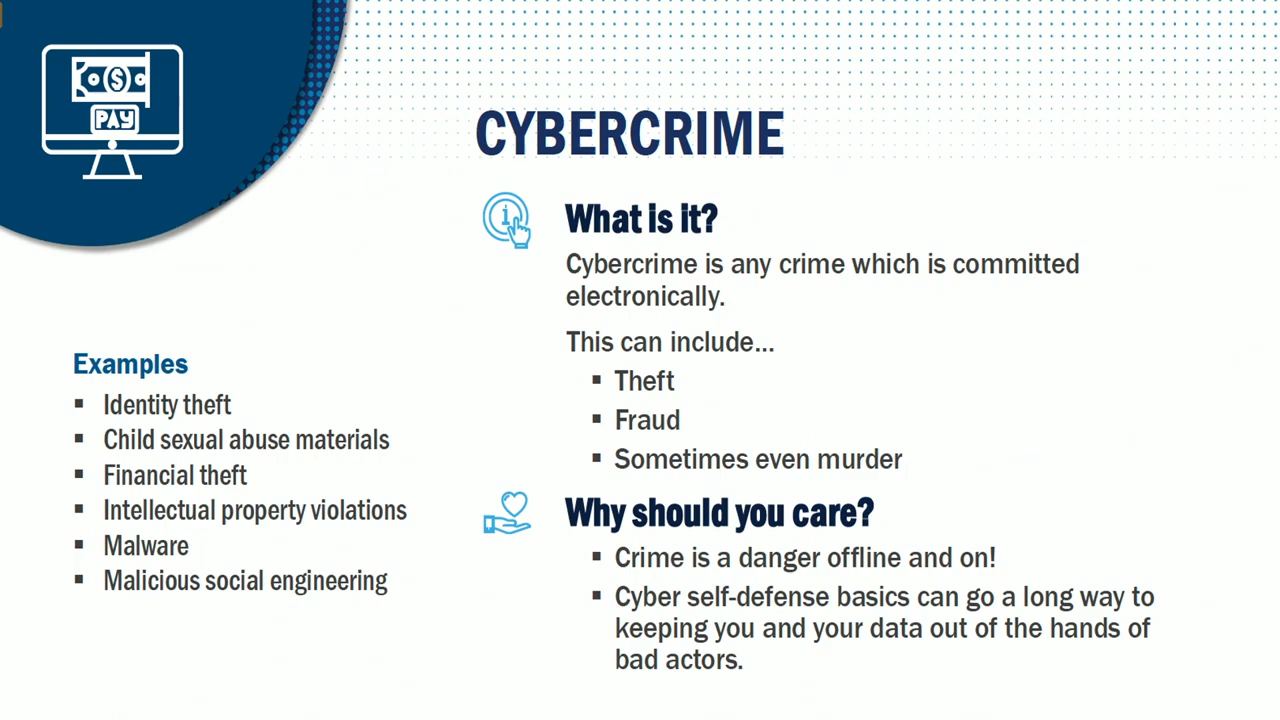 $
PAY
CYBERCRIME
What is it?
Cybercrime is any crime which is committed
electronically.
This can include...
▪ Theft
▪ Fraud
▪ Sometimes even murder
Why should you care?
▪ Crime is a danger offline and on!
▪ Cyber self-defense basics can go a long way to
keeping you and your data out of the hands of
bad actors.
Examples
▪ Identity theft
▪ Child sexual abuse materials
▪ Financial theft
▪ Intellectual property violations
▪ Malware
▪ Malicious social engineering